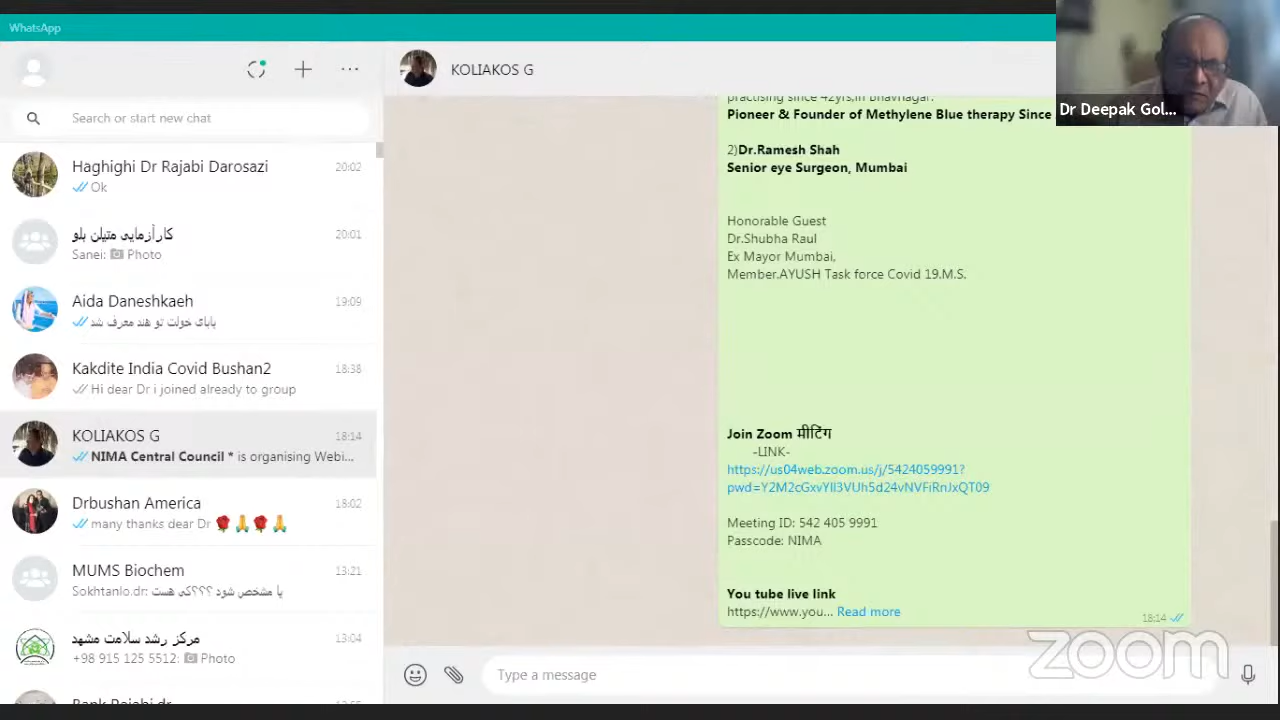 WhatsApp
Search or start new chat
Haghighi Dr Rajabi Darosazi 20:02
Ok
کارآزمایی متیلن بلو 20:01
Sanei: Photo
Aida Daneshkaeh 19:09
بابای خولت تو هند معرف شد
Kakdite India Covid Bushan2 18:38
Hi dear Dr i joined already to group
KOLIAKOS G 18:14
NIMA Central Council * is organising Webi...
Drbushan America 18:02
many thanks dear Dr 🌹🙏🌹🙏
MUMS Biochem 13:21
Sokhtanlo.dr: یا مشخص شود ؟؟؟کی هست
مرکز رشد سلامت مشهد 13:04
+98 915 125 5512: Photo
KOLIAKOS G
practising since 42yrs,in Bhavnagar.
Pioneer & Founder of Methylene Blue therapy Since
2)Dr.Ramesh Shah
Senior eye Surgeon, Mumbai
Honorable Guest
Dr.Shubha Raul
Ex Mayor Mumbai,
Member.AYUSH Task force Covid 19.M.S.
Join Zoom मीटिंग
-LINK-
https://us04web.zoom.us/j/5424059991?
pwd=Y2M2cGxvYlI3VUh5d24vNVFiRnJxQT09
Meeting ID: 542 405 9991
Passcode: NIMA
You tube live link
https://www.you... Read more
18:14
Type a message
Dr Deepak Gol...
zoom